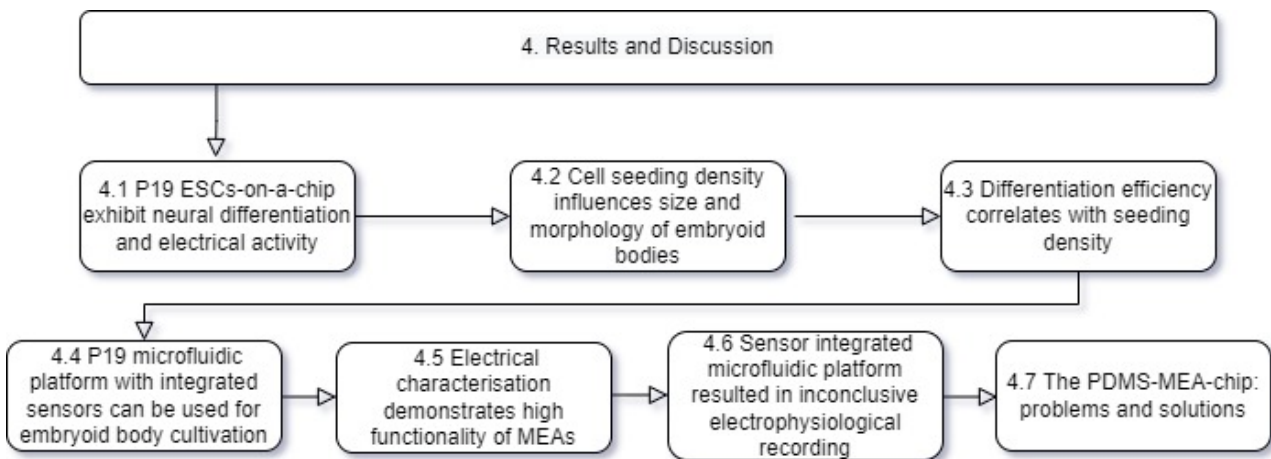 4. Results and Discussion
4.1 P19 ESCs-on-a-chip
exhibit neural differentiation
and electrical activity
4.2 Cell seeding density
influences size and
morphology of embryoid
bodies
4.3 Differentiation efficiency
correlates with seeding
density
4.4 P19 microfluidic
platform with integrated
sensors can be used for
embryoid body cultivation
4.5 Electrical
characterisation
demonstrates high
functionality of MEAs
4.6 Sensor integrated
microfluidic platform
resulted in inconclusive
electrophysiological
recording
4.7 The PDMS-MEA-chip:
problems and solutions